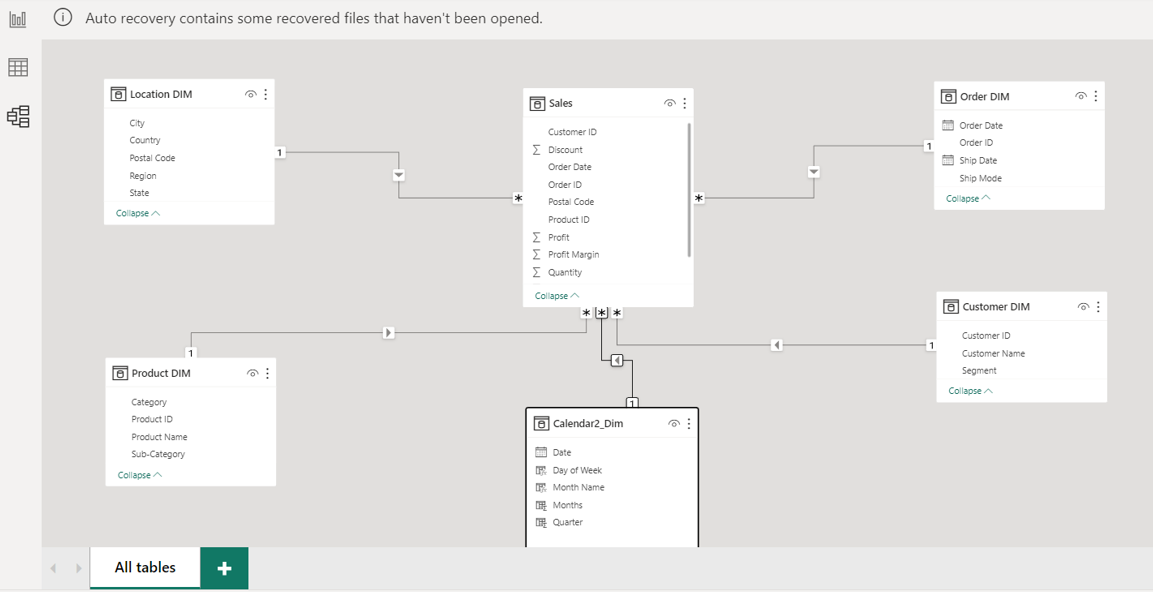 Auto recovery contains some recovered files that haven't been opened.
Location DIM
City
Country
Postal Code
Region
State
Collapse
1
*
Sales
Customer ID
Discount
Order Date
Order ID
Postal Code
Product ID
Profit
Profit Margin
Quantity
Collapse
*
1
Order DIM
Order Date
Order ID
Ship Date
Ship Mode
Collapse
* * *
1
Product DIM
Category
Product ID
Product Name
Sub-Category
Collapse
1
Calendar2_Dim
Date
Day of Week
Month Name
Months
Quarter
1
Customer DIM
Customer ID
Customer Name
Segment
Collapse
All tables